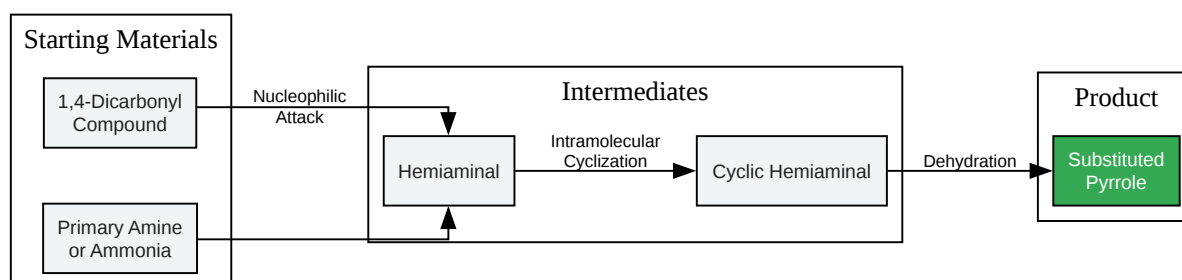 Starting Materials
1,4-Dicarbonyl
Compound
Primary Amine
or Ammonia
Nucleophilic
Attack
Intermediates
Hemiaminal
Intramolecular
Cyclization
Cyclic Hemiaminal
Dehydration
Product
Substituted
Pyrrole